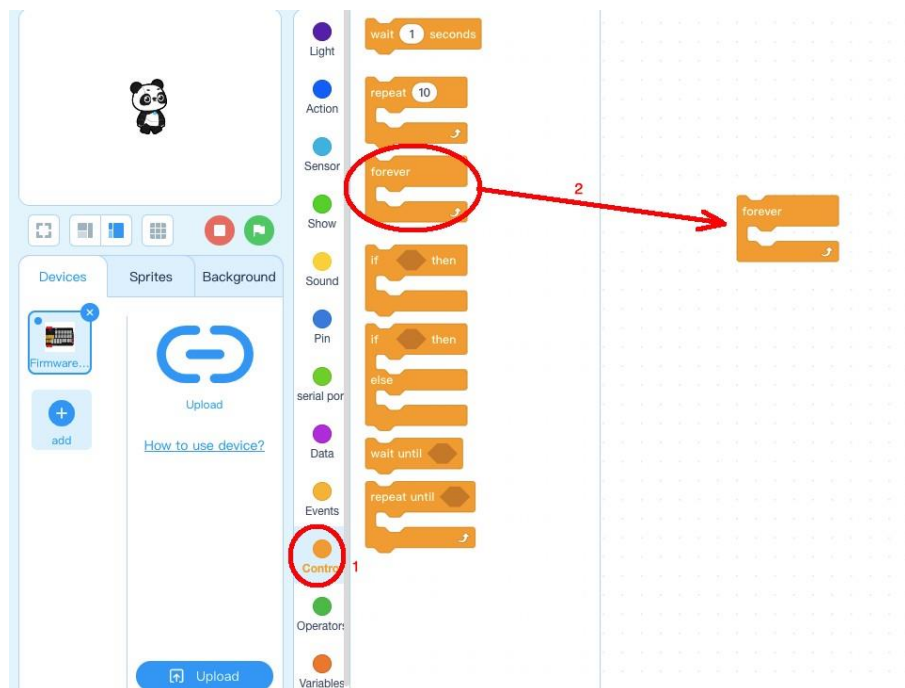 Light
Action
Sensor
Show
Sound
Pin
serial por
Data
Events
Control
Operators
Variables
wait 1 seconds
repeat 10
forever
if then
if then
else
wait until
repeat until
1
2
forever
Devices
Sprites
Background
Firmware...
add
Upload
How to use device?
Upload